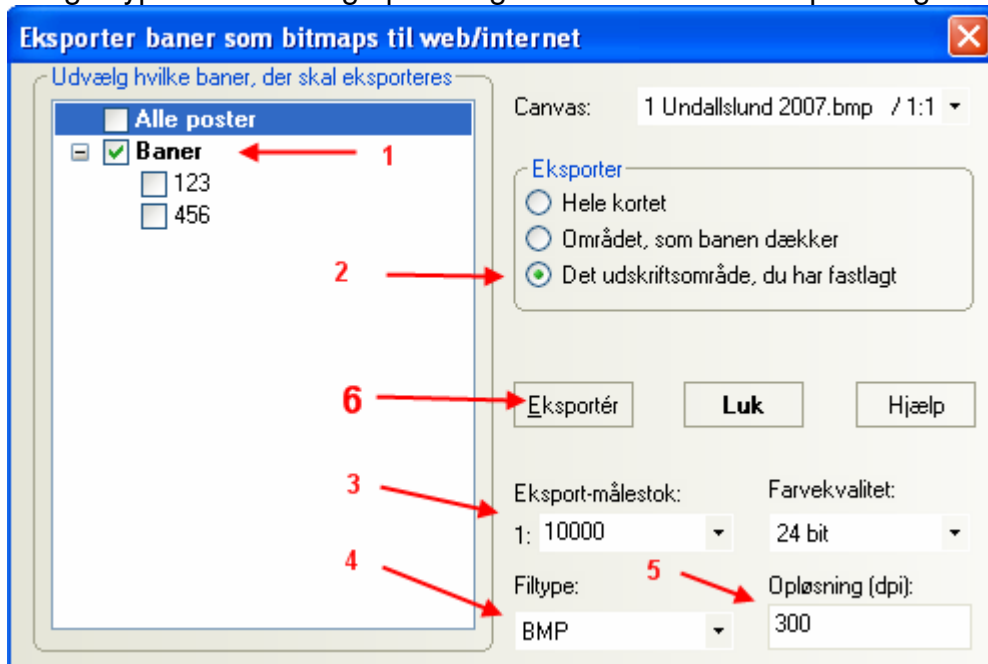 Eksporter baner som bitmaps til web/internet
Udvælg hvilke baner, der skal eksporteres
Alle poster
Baner
1
123
456
2
6
3
4
5
Canvas: 1 Undallslund 2007.bmp / 1:1
Eksporter
Hele kortet
Området, som banen dækker
Det udskriftsområde, du har fastlagt
Eksportér Luk Hjælp
Eksport-målestok: Farvekvalitet:
1: 10000 24 bit
Filtype: Opløsning (dpi):
BMP 300